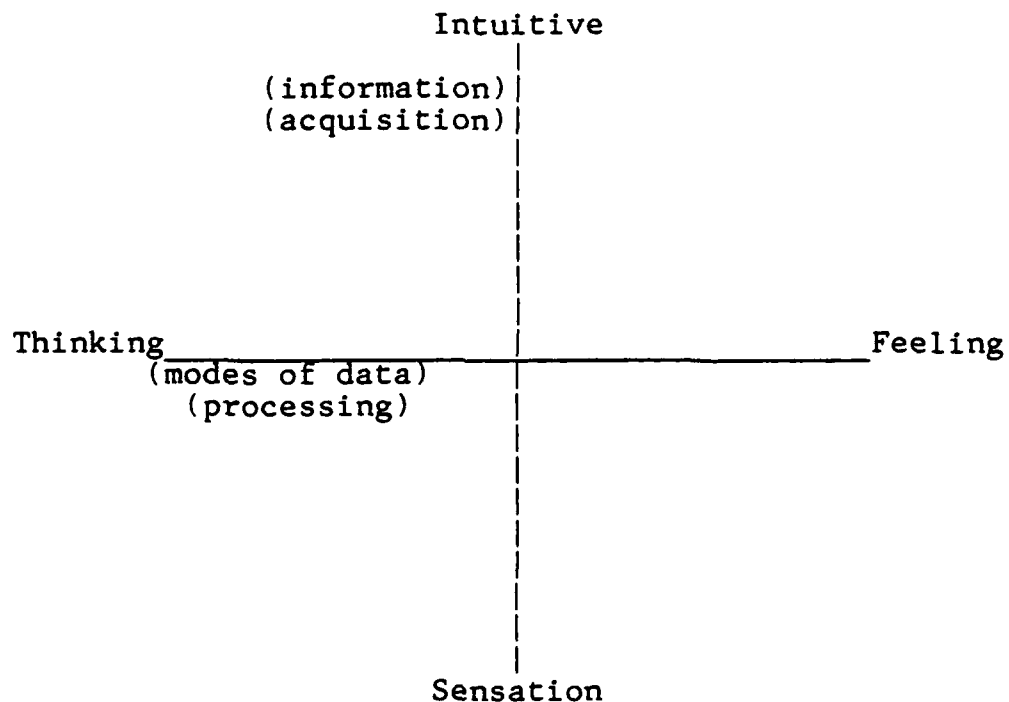 Intuitive
(information)
(acquisition)
Thinking
Feeling
(modes of data)
(processing)
Sensation